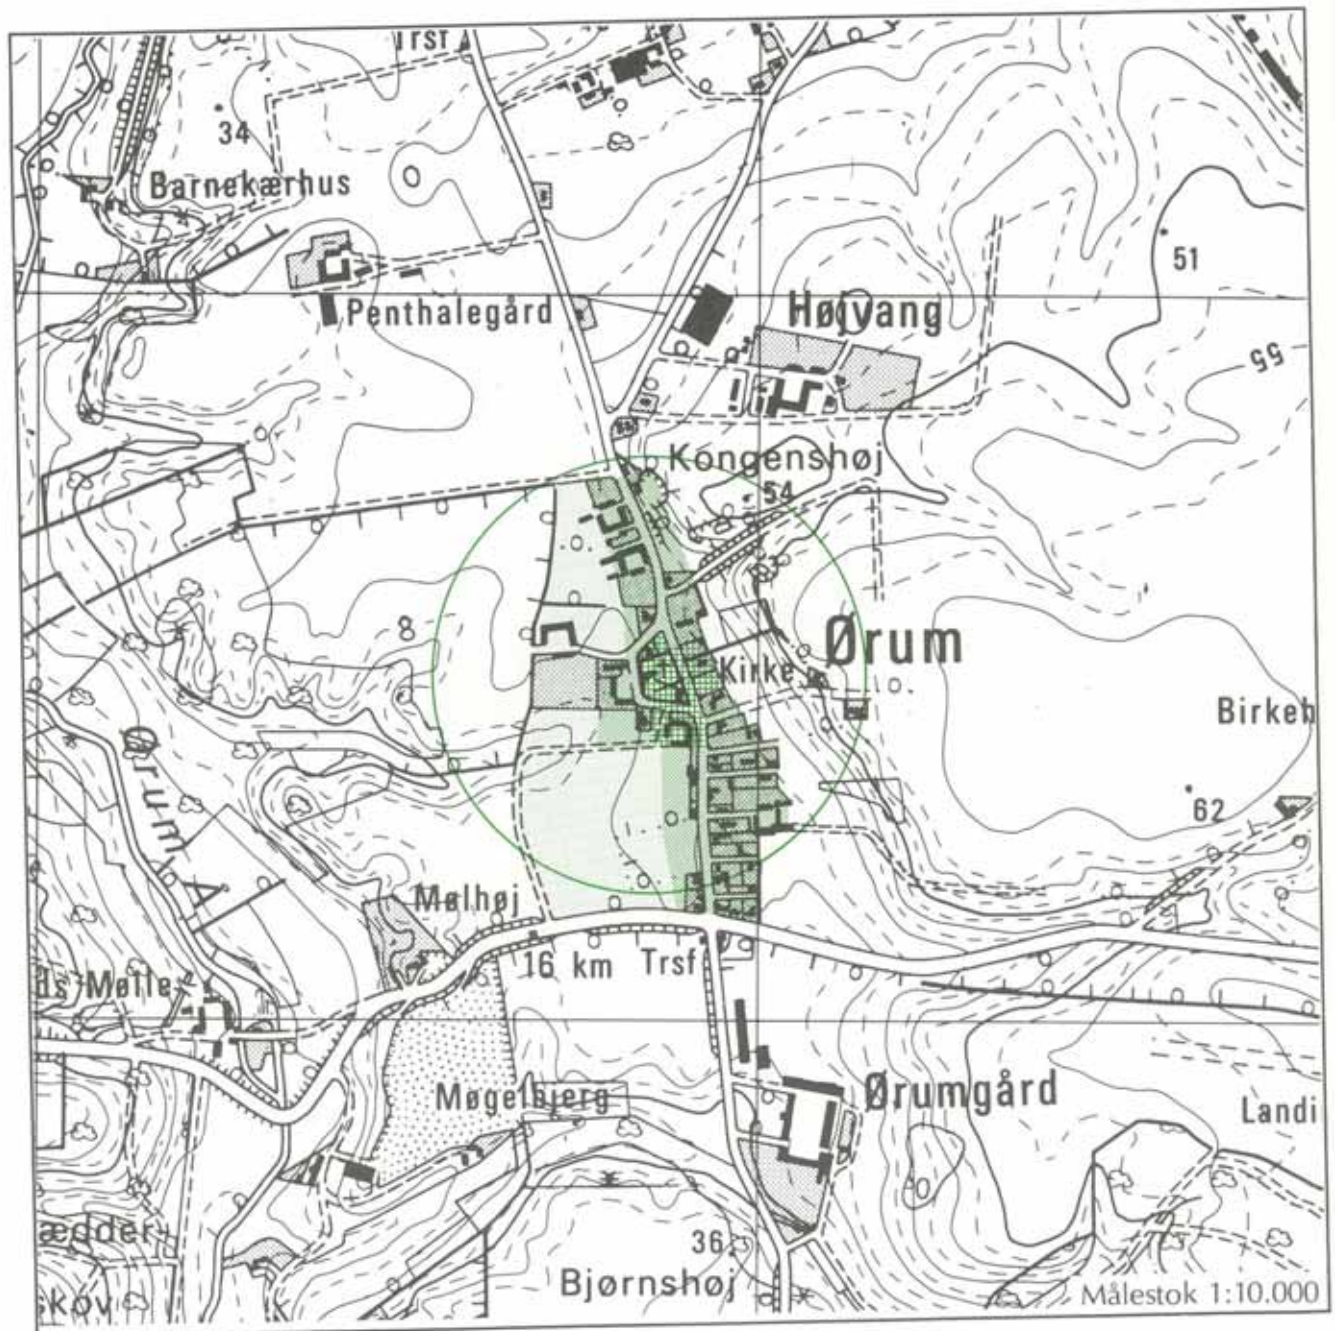 Trsf
34
Barnekærhus
51
Penthalegård
Højvang
55
Kongenshøj
54
8
Ørum
Kirke
Birkeh
62
Ørum Å
Mølhøj
16 km
Trsf
ds Mølle
Møgelbjerg
Ørumgård
Landi
ædder-
36
Bjørnshøj
skov
Målestok 1:10.000